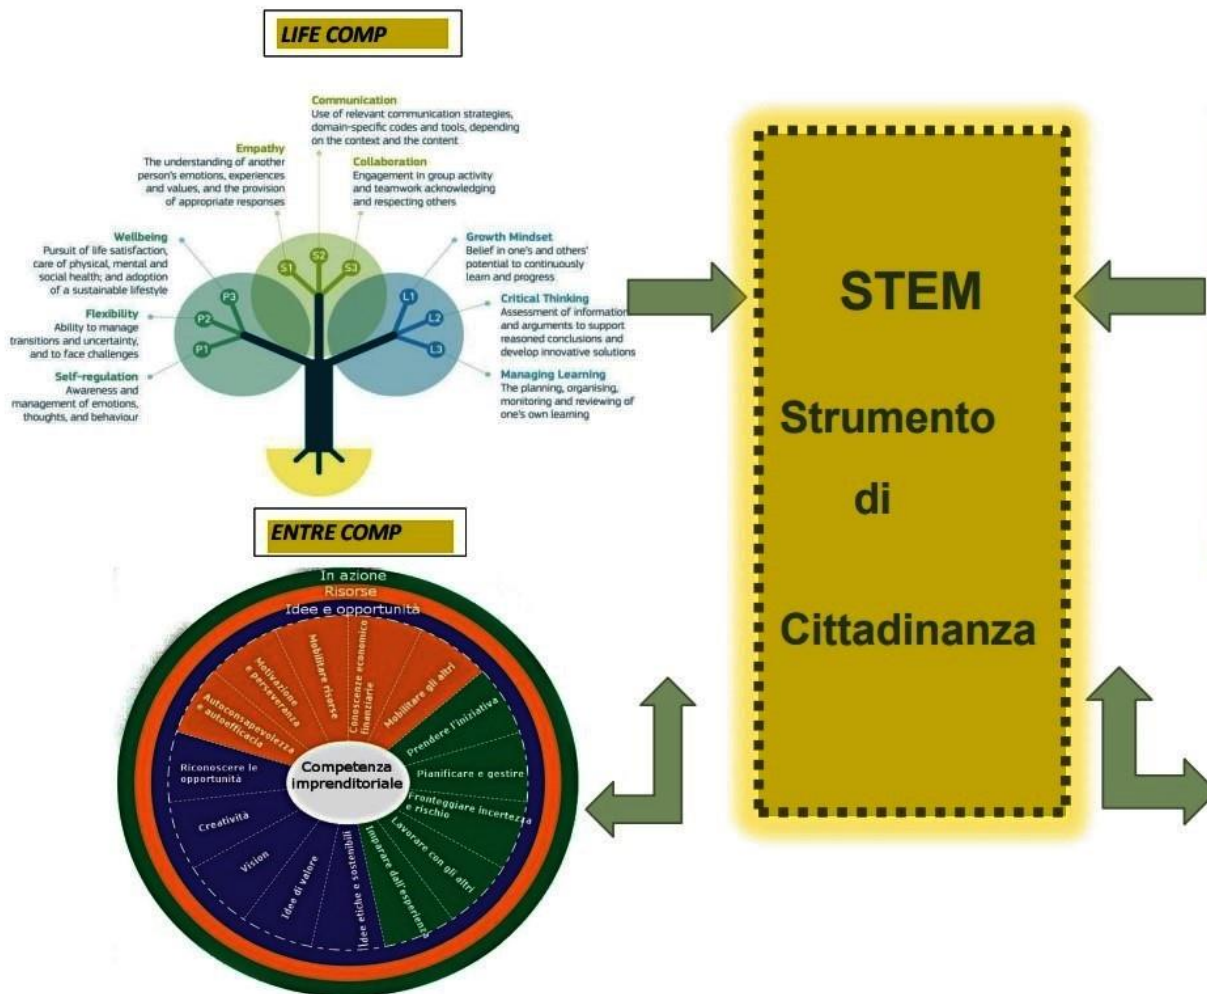 LIFE COMP
Communication
Use of relevant communication strategies,
domain-specific codes and tools, depending
on the context and the content
Empathy
The understanding of another
person's emotions, experiences
and values, and the provision
of appropriate responses
Collaboration
Engagement in group activity
and teamwork acknowledging
and respecting others
Wellbeing
Pursuit of life satisfaction,
care of physical, mental and
social health; and adoption
of a sustainable lifestyle
Growth Mindset
Belief in one's and others'
potential to continuously
learn and progress
Flexibility
Ability to manage
transitions and uncertainty,
and to face challenges
Critical Thinking
Assessment of information
and arguments to support
reasoned conclusions and
develop innovative solutions
Self-regulation
Awareness and
management of emotions,
thoughts, and behaviour
Managing Learning
The planning, organising,
monitoring and reviewing of
one's own learning
S1
S2
S3
P3
P2
P1
L1
L2
L3
STEM
Strumento
di
Cittadinanza
ENTRE COMP
In azione
Risorse
Idee e opportunità
Autoconsapevolezza
e autoefficacia
Motivazione
e perseveranza
Mobilitare risorse
Conoscenze economico
finanziarie
Mobilitare gli altri
Prendere l'iniziativa
Pianificare e gestire
Fronteggiare incertezza
e rischio
Lavorare con gli altri
Imparare dall'esperienza
Idee etiche e sostenibili
Idee di valore
Vision
Creatività
Riconoscere le
opportunità
Competenza
imprenditoriale